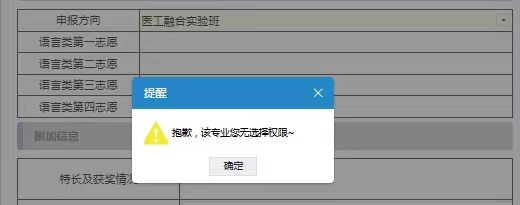 申报方向 医工融合实验班
语言类第一志愿
语言类第二志愿
语言类第三志愿
语言类第四志愿
提醒
抱歉，该专业您无选择权限~
确定
附加信息
特长及获奖情况